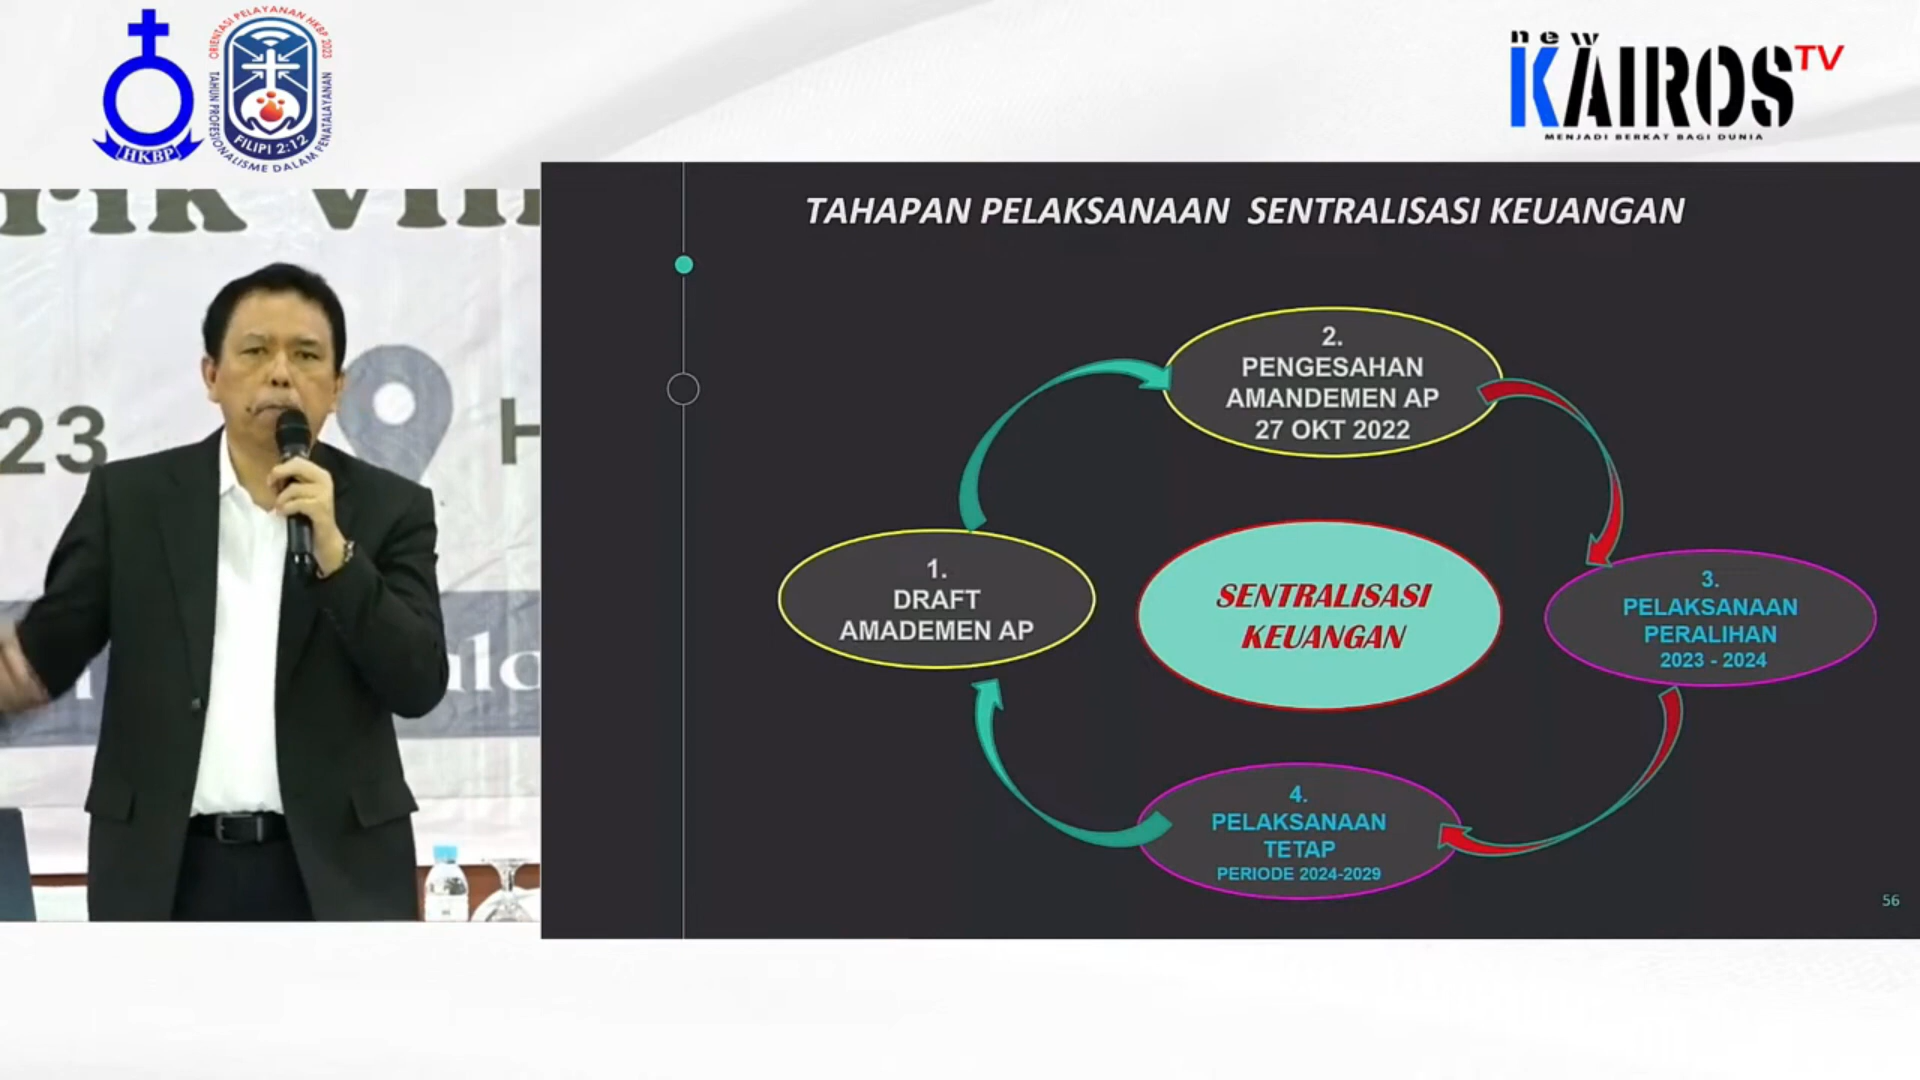 HKBP
ORIENTASI PELAYANAN HKBP 2023
TAHUN PROFESIONALISME DALAM PENATALAYANAN
FILIPI 2:12
new
KAIROS TV
MENJADI BERKAT BAGI DUNIA
23
H
TAHAPAN PELAKSANAAN SENTRALISASI KEUANGAN
2.
PENGESAHAN
AMANDEMEN AP
27 OKT 2022
1.
DRAFT
AMADEMEN AP
SENTRALISASI
KEUANGAN
3.
PELAKSANAAN
PERALIHAN
2023 - 2024
4.
PELAKSANAAN
TETAP
PERIODE 2024-2029
56